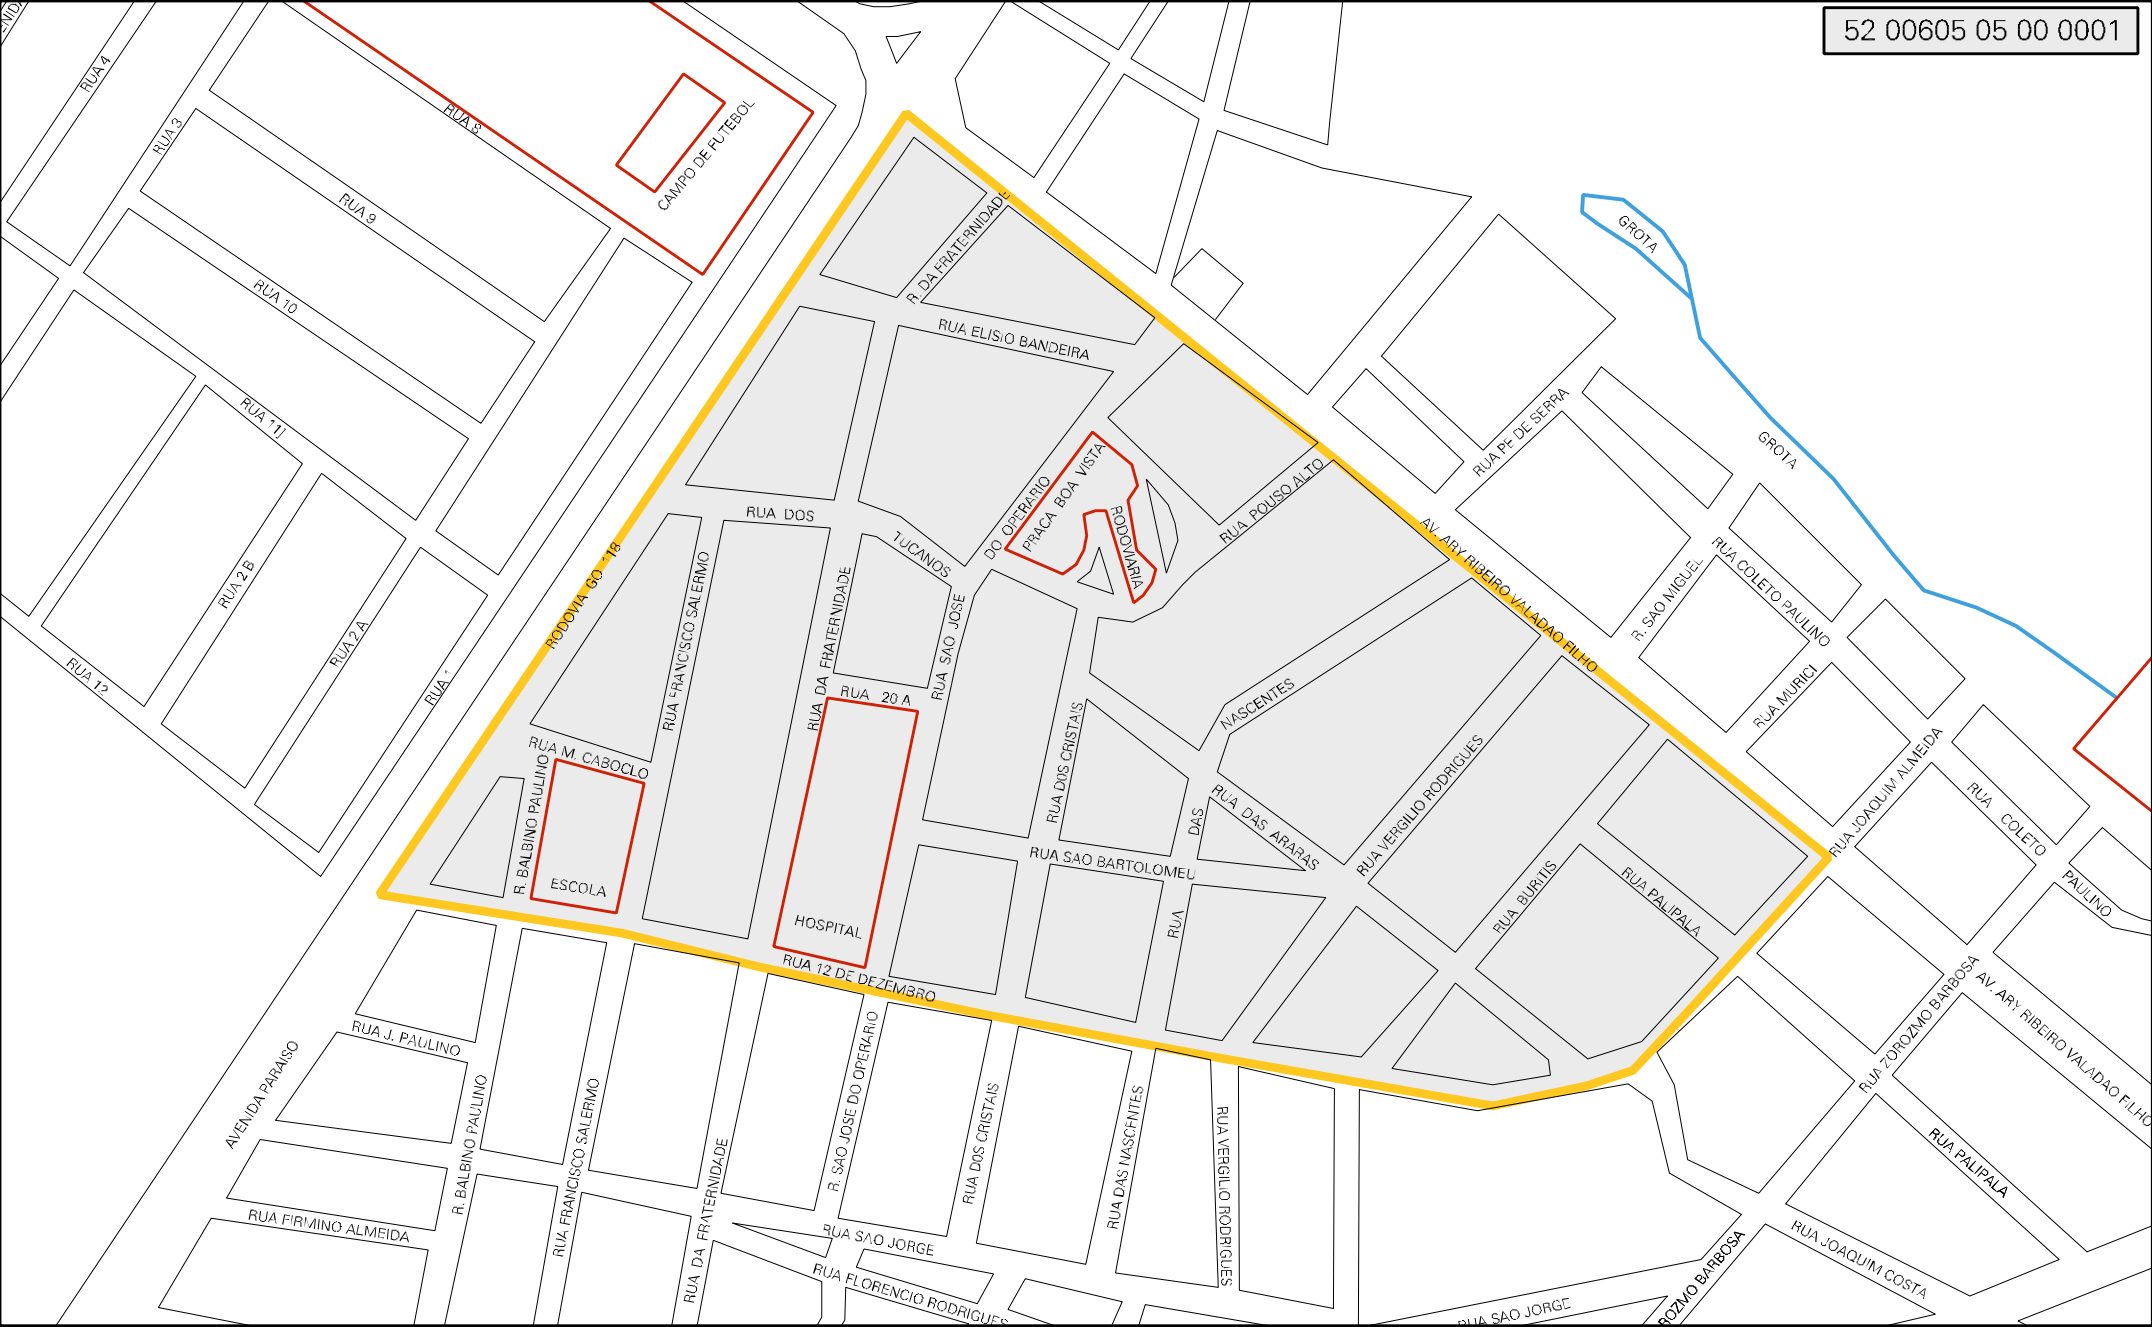 52 00605 05 00 0001
RUA 4
RUA 3
RUA 8
CAMPO DE FUTEBOL
RUA 9
RUA 10
RUA 11J
RUA 2 B
RUA 2 A
RUA 1
RUA 12
R. DA FRATERNIDADE
RUA ELISIO BANDEIRA
GROTA
GROTA
RUA PE DE SERRA
RUA DOS
TUCANOS
DO OPERARIO
PRACA BOA VISTA
RODOVIARIA
RUA POUSO ALTO
AV. ARY RIBEIRO VALADAO FILHO
R. SAO MIGUEL
RUA COLETO PAULINO
RUA MURICI
RODOVIA GO 118
RUA FRANCISCO SALERMO
RUA DA FRATERNIDADE
RUA SAO JOSE
RUA 20 A
RUA M. CABOCLO
R. BALBINO PAULINO
ESCOLA
HOSPITAL
RUA DOS CRISTAIS
NASCENTES
DAS
RUA
RUA DAS ARARAS
RUA SAO BARTOLOMEU
RUA VERGILIO RODRIGUES
RUA BURITIS
RUA PALIPALA
RUA JOAQUIM ALMEIDA
RUA COLETO
PAULINO
RUA 12 DE DEZEMBRO
RUA ZOROZMO BARBOSA
AV. ARY RIBEIRO VALADAO FILHO
RUA J. PAULINO
AVENIDA PARAISO
R. BALBINO PAULINO
RUA FRANCISCO SALERMO
RUA DA FRATERNIDADE
R. SAO JOSE DO OPERARIO
RUA DOS CRISTAIS
RUA DAS NASCENTES
RUA VERGILIO RODRIGUES
RUA PALIPALA
RUA FIRMINO ALMEIDA
RUA SAO JORGE
RUA FLORENCIO RODRIGUES
RUA JOAQUIM COSTA
ROZMO BARBOSA
RUA SAO JORGE